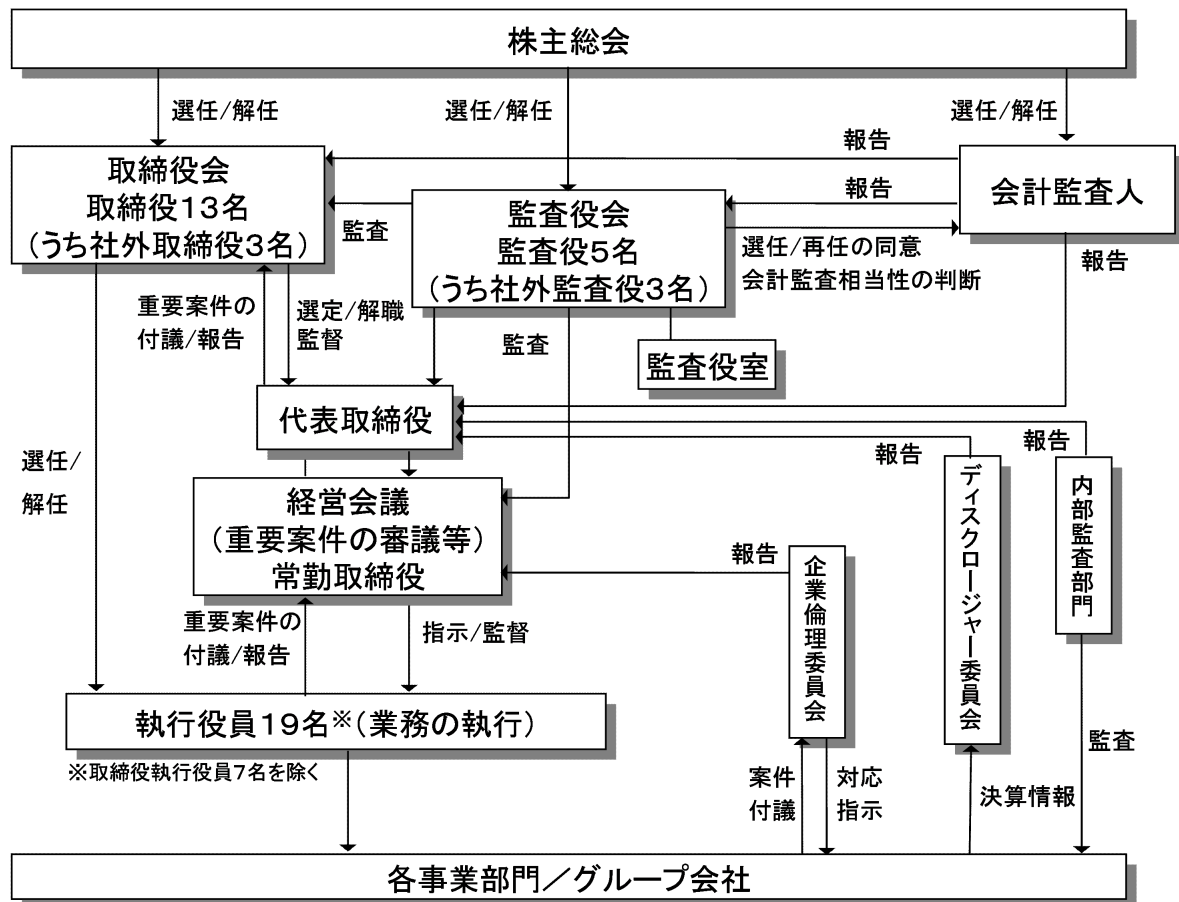 株主総会
選任/解任
選任/解任
選任/解任
取締役会
取締役13名
(うち社外取締役3名)
監査役会
監査役5名
(うち社外監査役3名)
会計監査人
報告
報告
監査
選任/再任の同意
会計監査相当性の判断
報告
重要案件の
付議/報告
選定/解職
監督
監査
監査役室
代表取締役
選任/
解任
報告
報告
経営会議
(重要案件の審議等)
常勤取締役
報告
企業倫理委員会
ディスクロージャー委員会
内部監査部門
重要案件の
付議/報告
指示/監督
執行役員19名※(業務の執行)
※取締役執行役員7名を除く
案件
付議
対応
指示
決算情報
監査
各事業部門/グループ会社